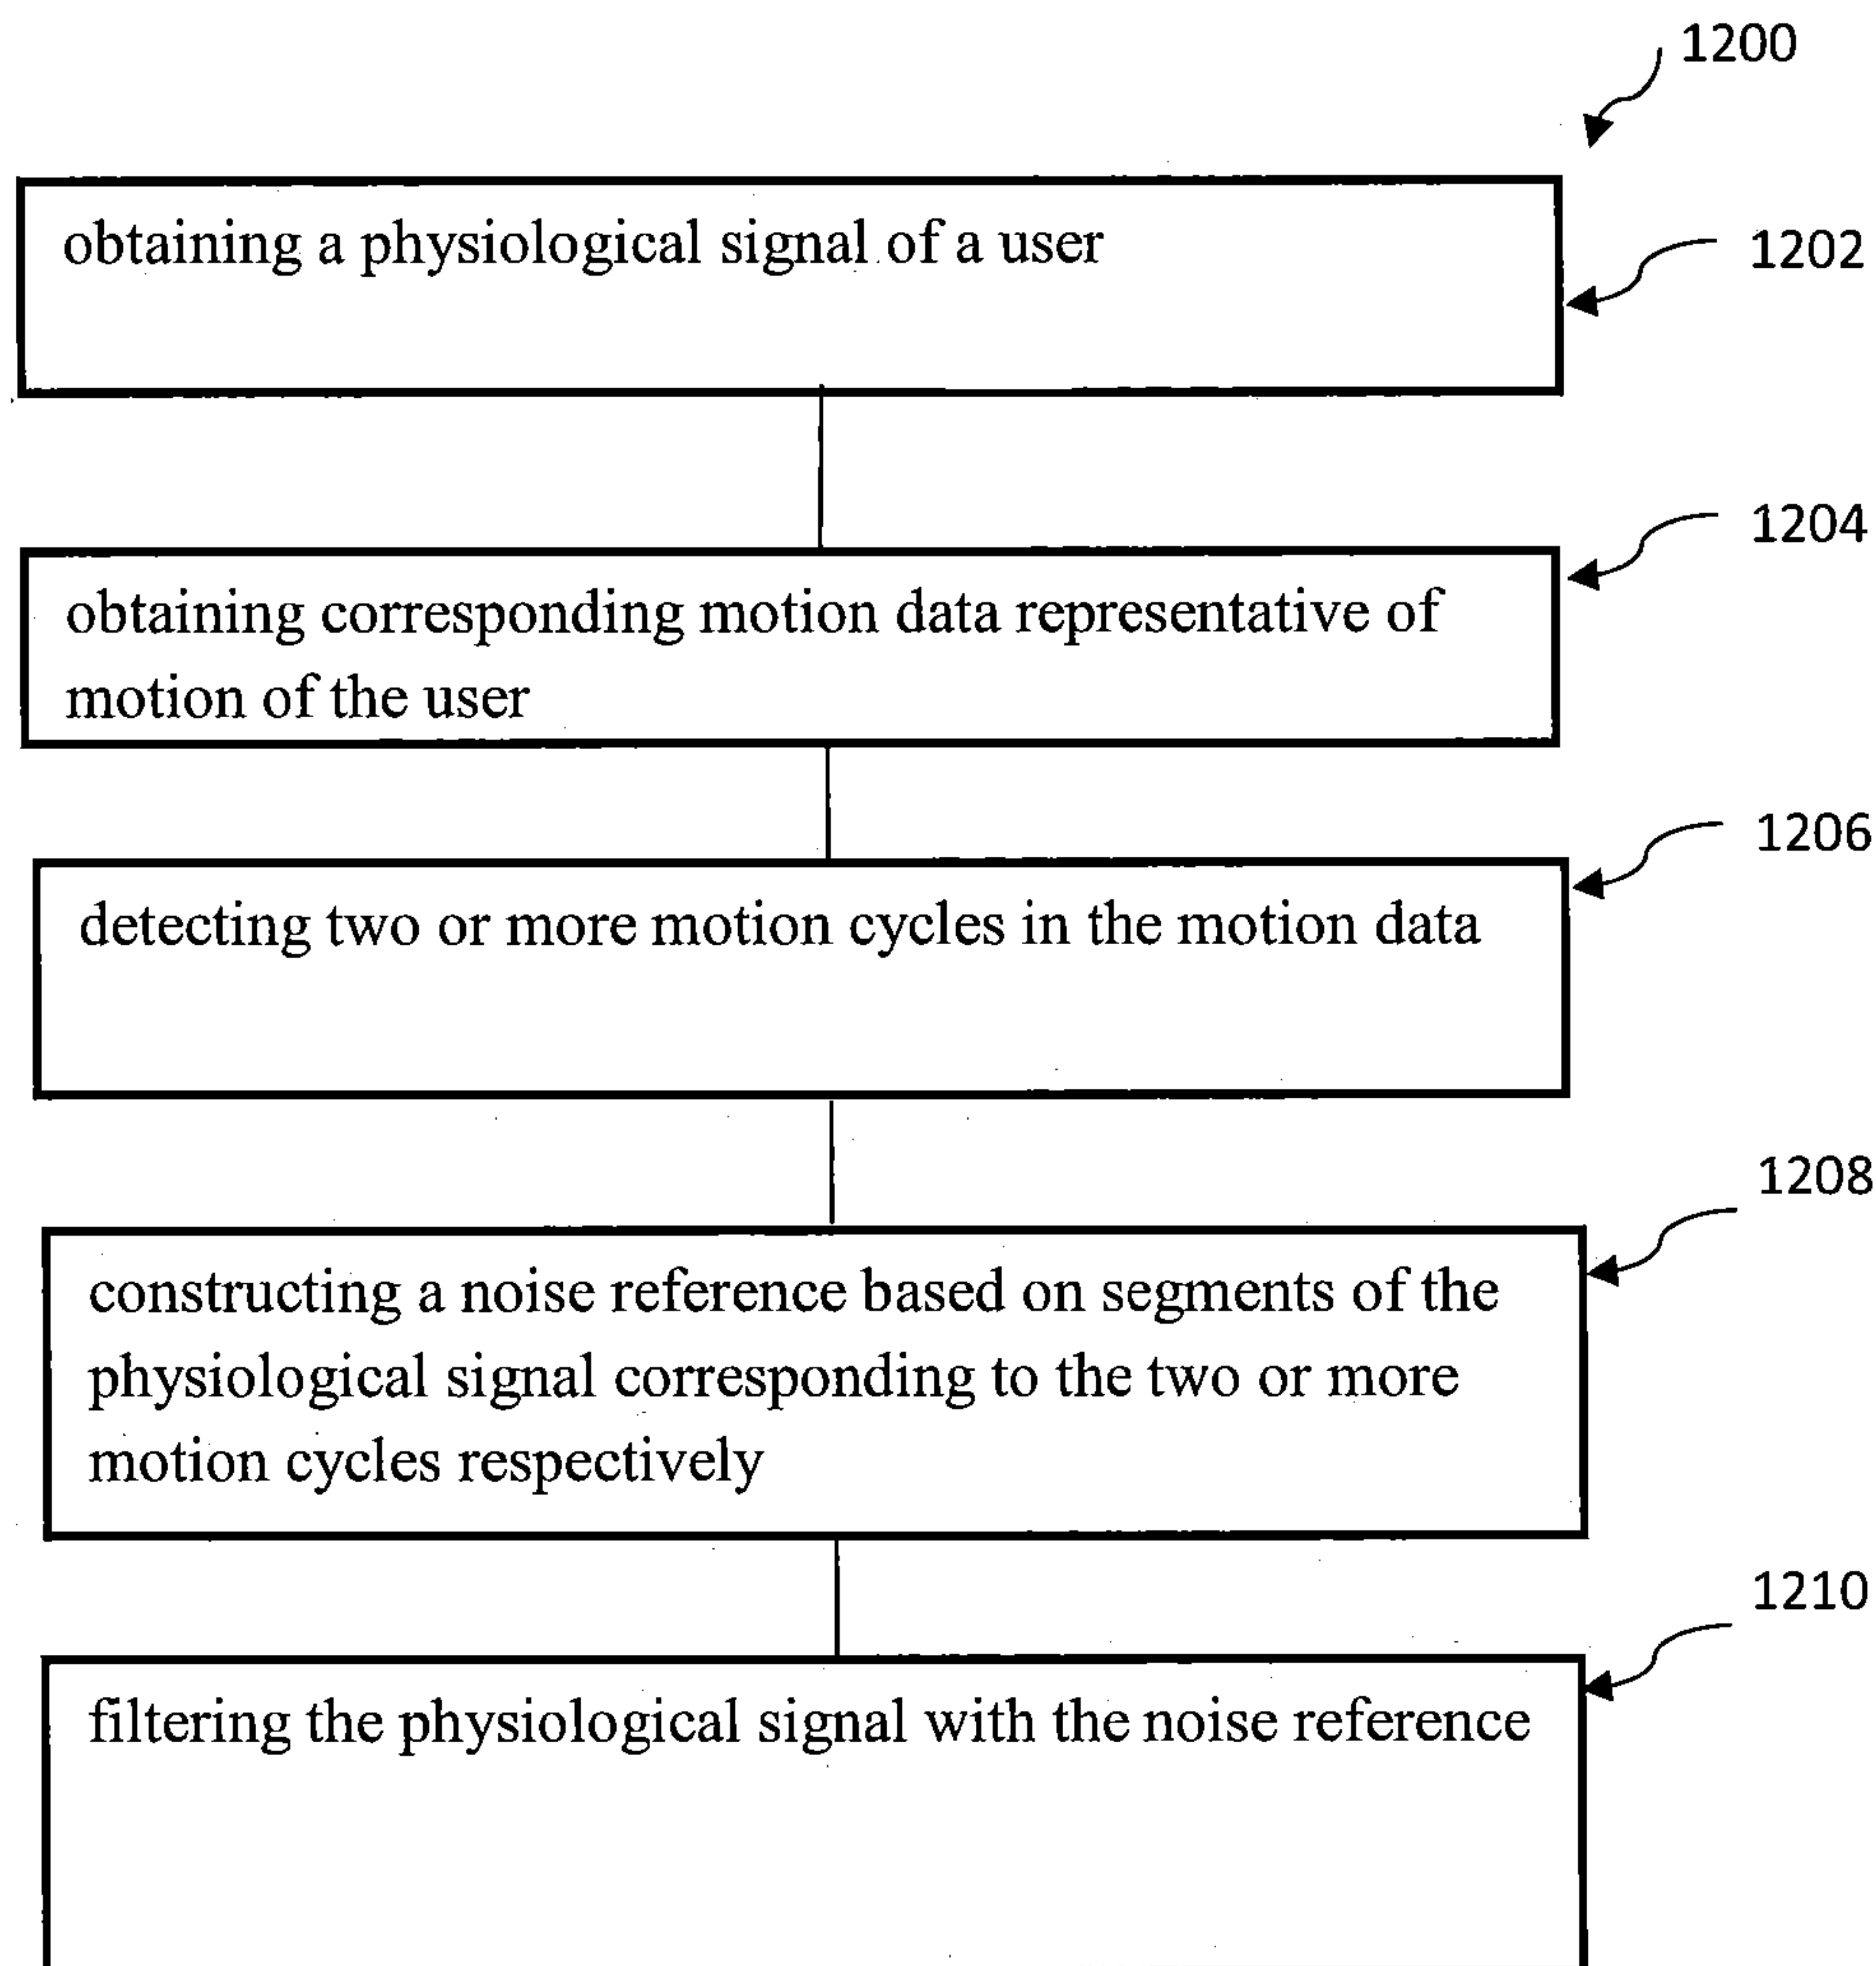 1200
obtaining a physiological signal of a user
1202
1204
obtaining corresponding motion data representative of
motion of the user
1206
detecting two or more motion cycles in the motion data
1208
constructing a noise reference based on segments of the
physiological signal corresponding to the two or more
motion cycles respectively
1210
filtering the physiological signal with the noise reference